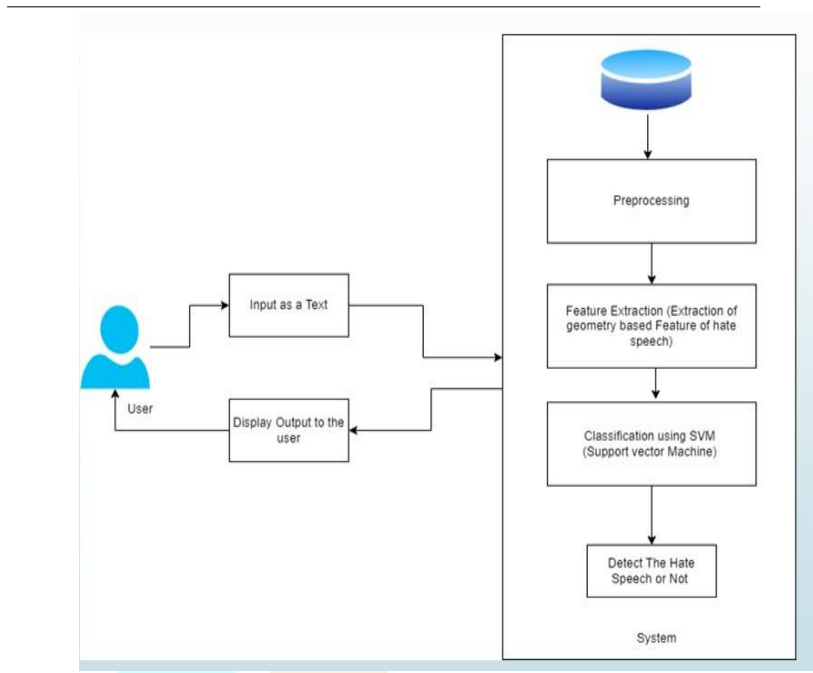 Preprocessing
Input as a Text
Feature Extraction (Extraction of
geometry based Feature of hate
speech)
User
Display Output to the
user
Classification using SVM
(Support vector Machine)
Detect The Hate
Speech or Not
System